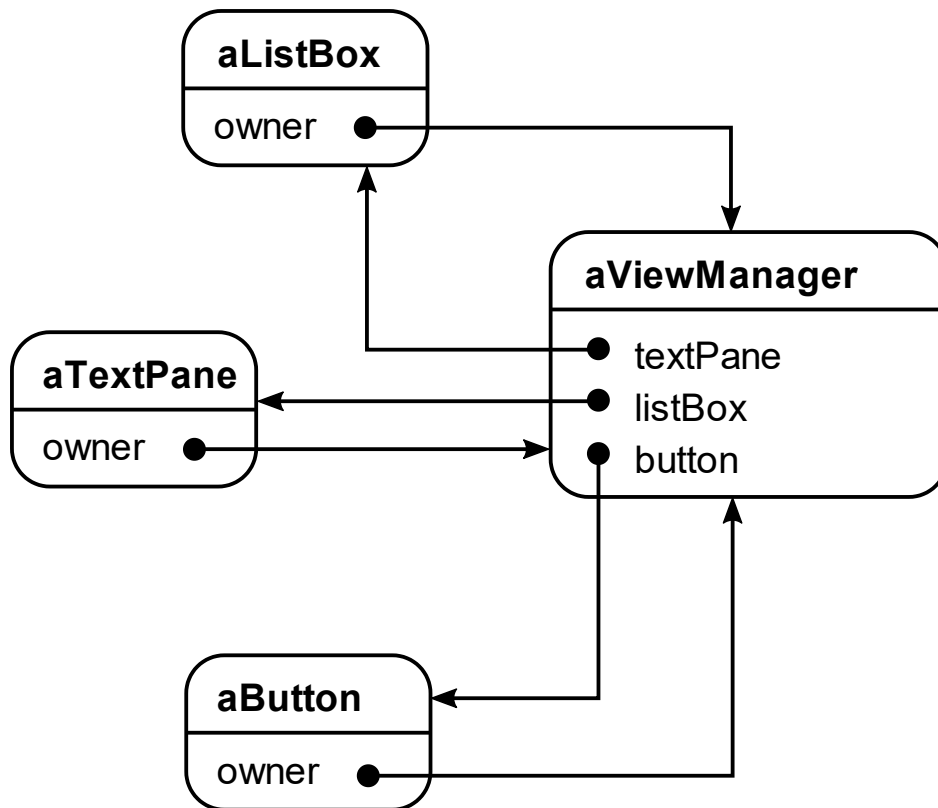 aListBox
owner
aViewManager
textPane
listBox
button
aTextPane
owner
aButton
owner